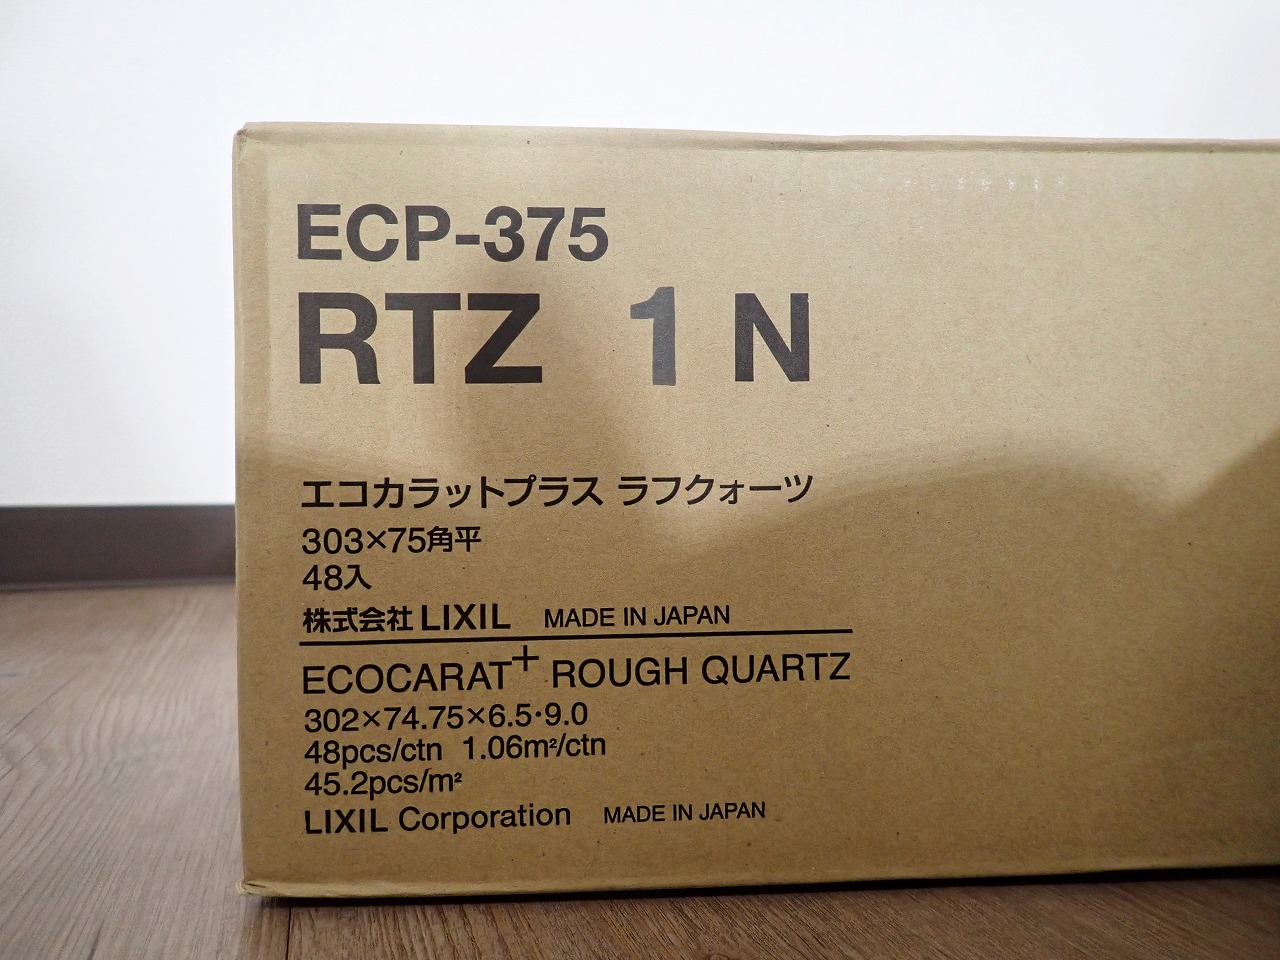 ECP-375
RTZ 1 N
エコカラットプラス ラフクォーツ
303×75角平
48入
株式会社 LIXIL MADE IN JAPAN
ECOCARAT+ ROUGH QUARTZ
302×74.75×6.5・9.0
48pcs/ctn 1.06m²/ctn
45.2pcs/m²
LIXIL Corporation MADE IN JAPAN